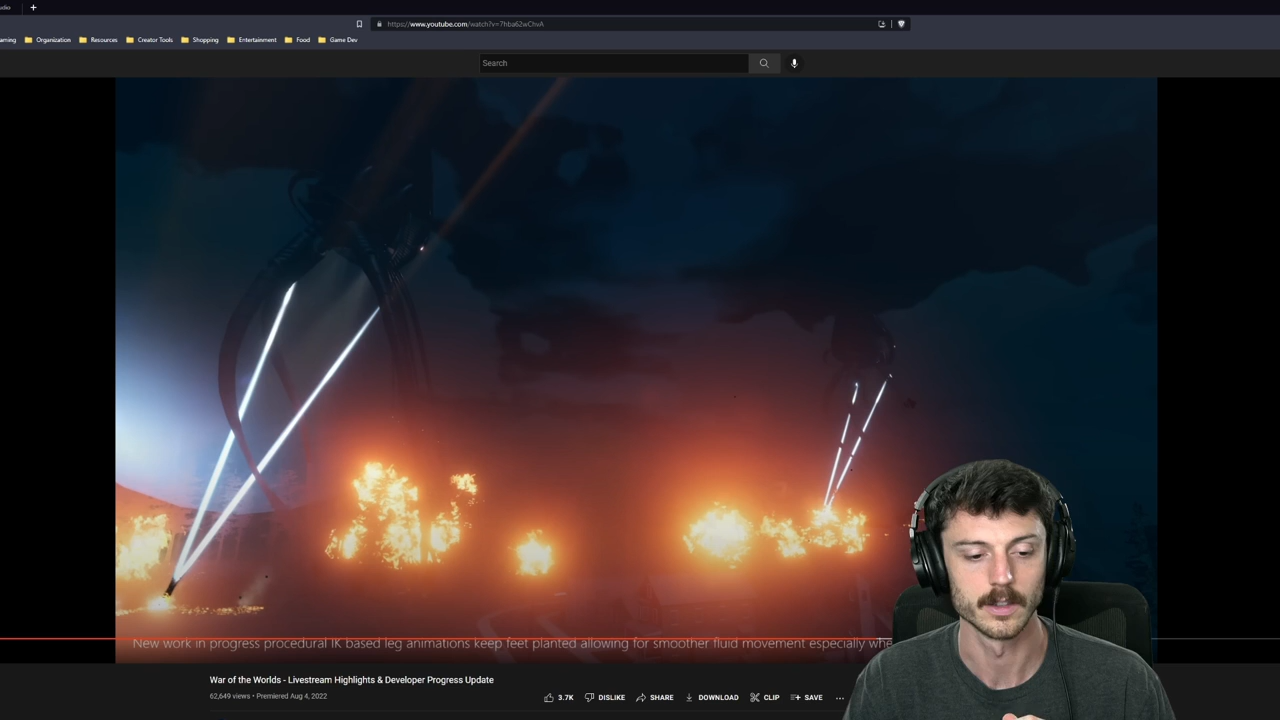 https://www.youtube.com/watch?v=7hba62wChvA
Organization Resources Creator Tools Shopping Entertainment Food Game Dev
Search
New work in progress procedural IK based leg animations keep feet planted allowing for smoother fluid movement especially
War of the Worlds - Livestream Highlights & Developer Progress Update
62,649 views • Premiered Aug 4, 2022
3.7K DISLIKE SHARE DOWNLOAD CLIP SAVE ...